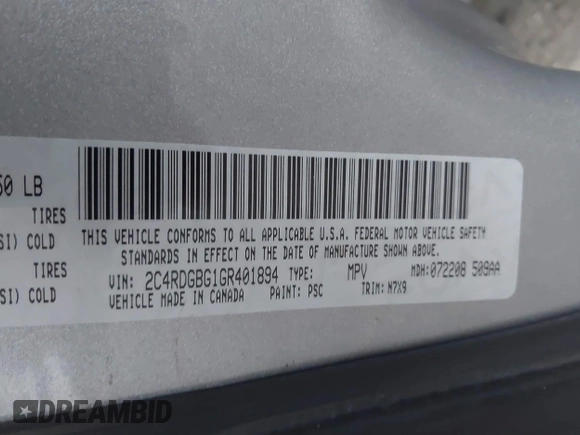 50 LB
TIRES
SI) COLD
TIRES
SI) COLD
THIS VEHICLE CONFORMS TO ALL APPLICABLE U.S.A. FEDERAL MOTOR VEHICLE SAFETY
STANDARDS IN EFFECT ON THE DATE OF MANUFACTURE SHOWN ABOVE.
VIN: 2C4RDGBG1GR401894 TYPE: MPV MDH: 072208 509AA
VEHICLE MADE IN CANADA PAINT: PSC TRIM: N7X9
DREAMBID